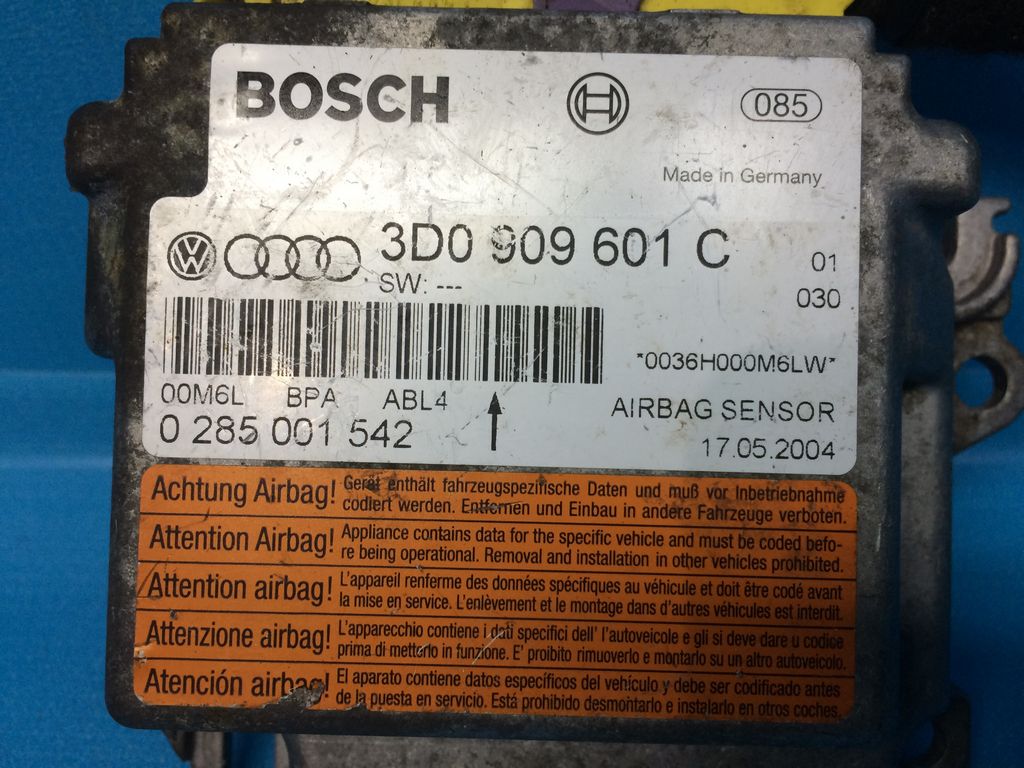 BOSCH
085
Made in Germany
3D0 909 601 C
01
SW: ---
030
*0036H000M6LW*
00M6L BPA ABL4
AIRBAG SENSOR
0 285 001 542
17.05.2004
Achtung Airbag! Gerät enthält fahrzeugspezifische Daten und muß vor Inbetriebnahme
codiert werden. Entfernen und Einbau in andere Fahrzeuge verboten.
Attention Airbag! Appliance contains data for the specific vehicle and must be coded befo-
re being operational. Removal and installation in other vehicles prohibited.
Attention airbag! L'appareil renferme des données spécifiques au véhicule et doit être codé avant
la mise en service. L'enlèvement et le montage dans d'autres véhicules est interdit.
Attenzione airbag! L'apparecchio contiene i dati specifici dell' l'autoveicole e gli si deve dare u codice
prima di metterlo in funzione. E' proibito rimuoverlo e montarlo su un altro autoveicolo.
Atención airbag! El aparato contiene datos específicos del vehículo y debe ser codificado antes
de la puesta en servicio. Está prohibido desmontarlo e instalarlo en otros coches.